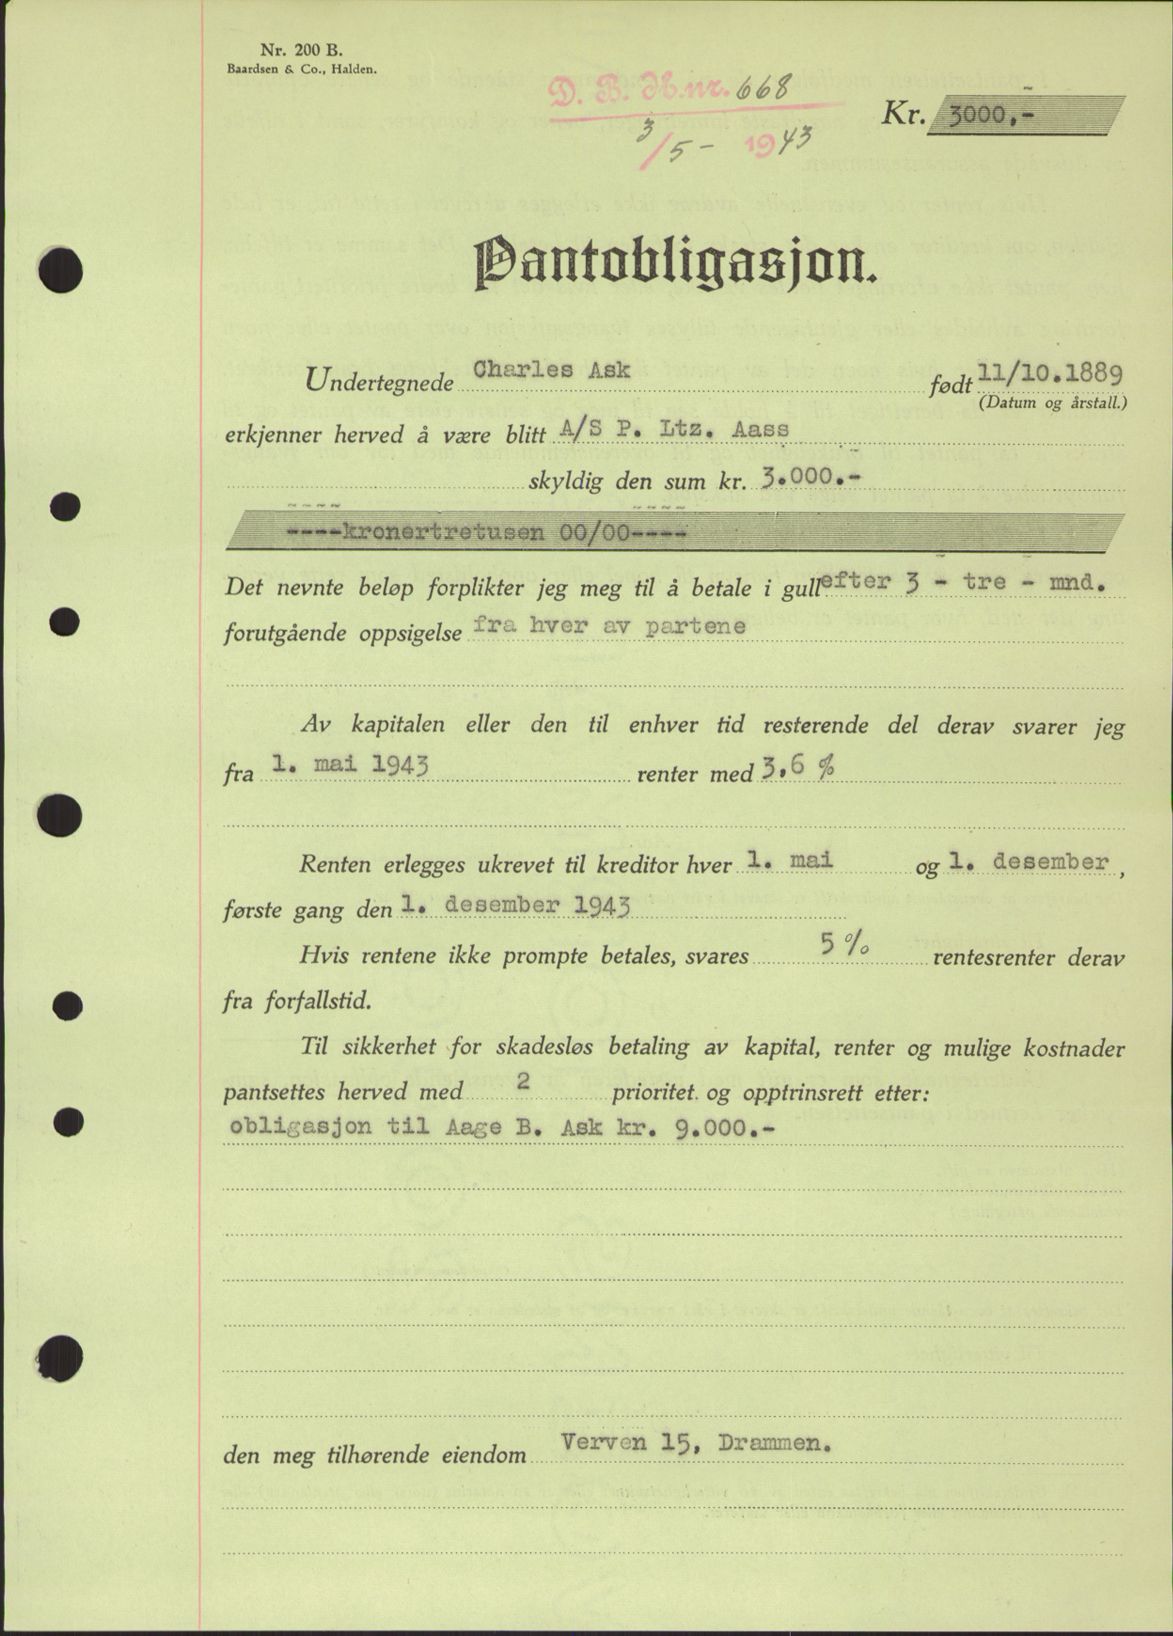 Nr. 200 B.
Baardsen & Co., Halden.
D. B. H.nr. 668
3/5 - 1943
Kr. 3000,-
Pantobligasjon.
Undertegnede Charles Ask født 11/10.1889
(Datum og årstall.)
erkjenner herved å være blitt A/S P. Ltz. Aass
skyldig den sum kr. 3.000.-
----kronertretusen 00/00----
Det nevnte beløp forplikter jeg meg til å betale i gull efter 3 - tre - mnd.
forutgående oppsigelse fra hver av partene
Av kapitalen eller den til enhver tid resterende del derav svarer jeg
fra 1. mai 1943 renter med 3,6 %
Renten erlegges ukrevet til kreditor hver 1. mai og 1. desember,
første gang den 1. desember 1943
Hvis rentene ikke prompte betales, svares 5 % rentesrenter derav
fra forfallstid.
Til sikkerhet for skadesløs betaling av kapital, renter og mulige kostnader
pantsettes herved med 2 prioritet og opptrinsrett etter:
obligasjon til Aage B. Ask kr. 9.000.-
den meg tilhørende eiendom Verven 15, Drammen.